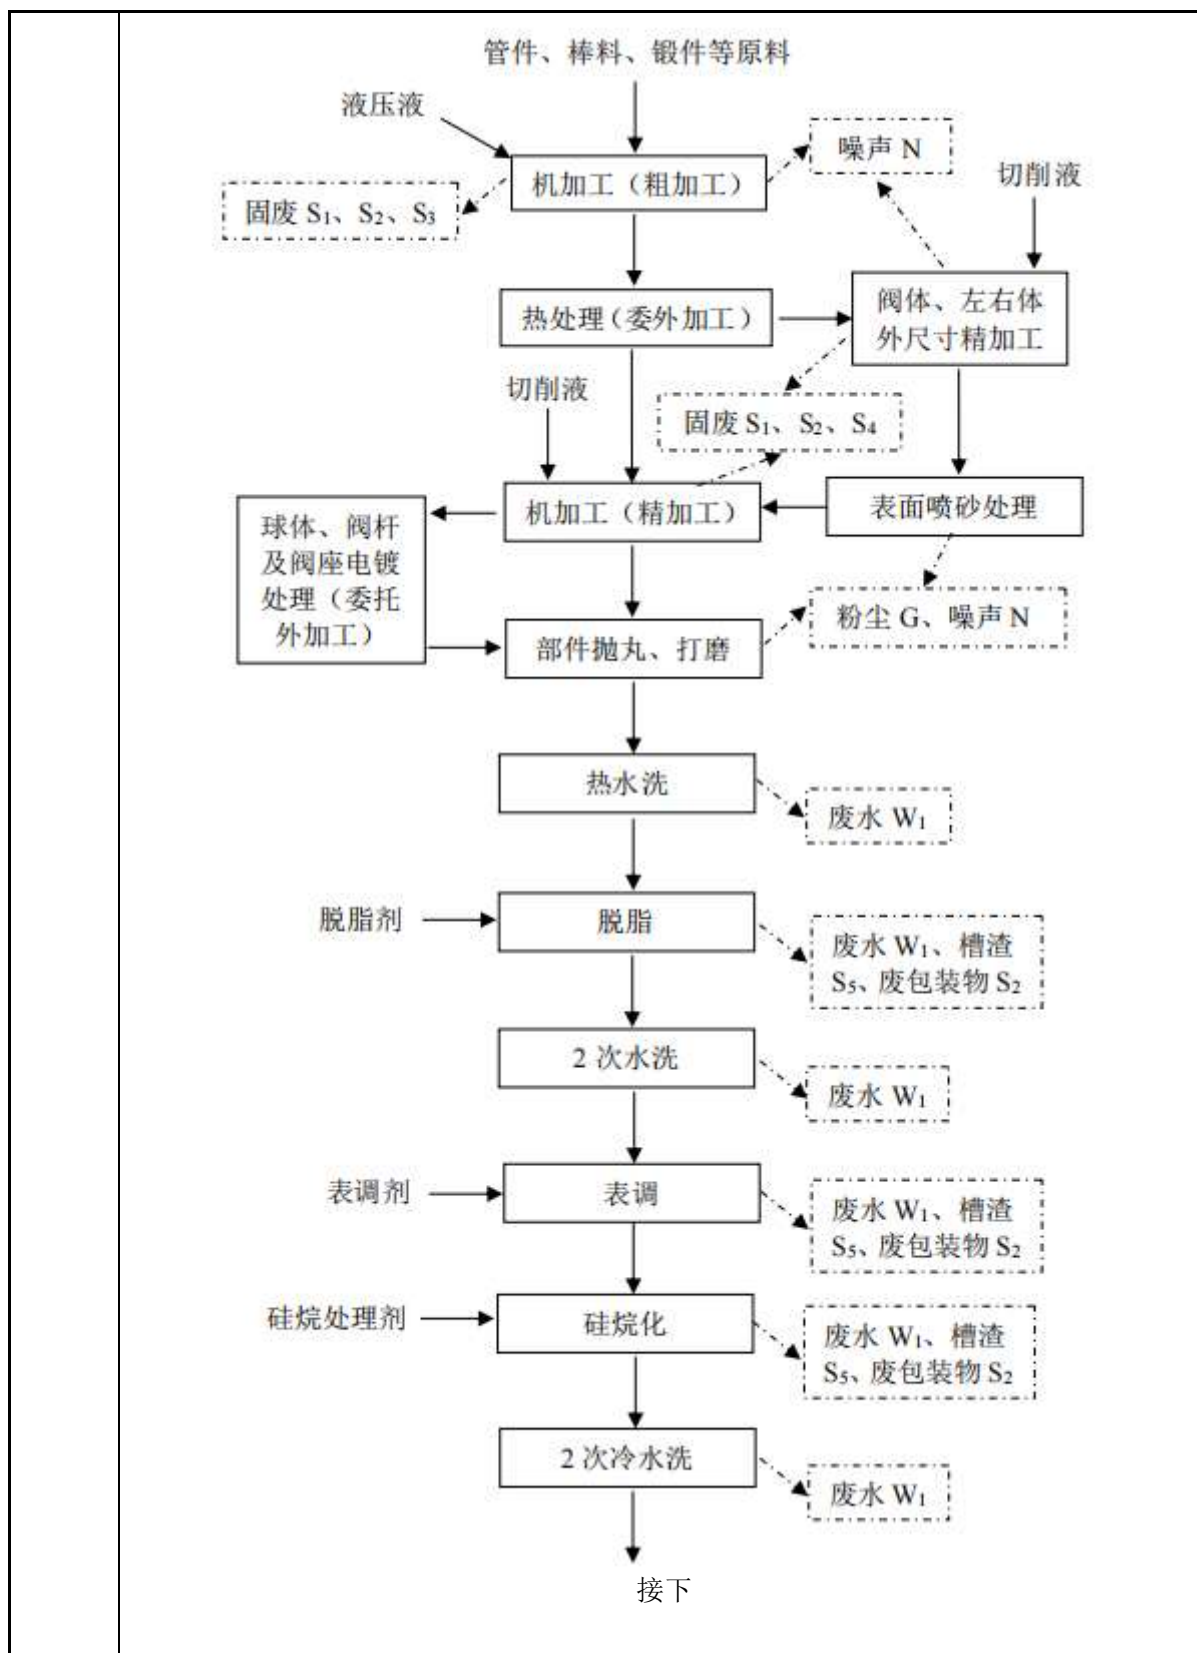 管件、棒料、锻件等原料
液压液
噪声 N
机加工（粗加工）
切削液
固废 S₁、S₂、S₃
热处理（委外加工）
阀体、左右体
外尺寸精加工
切削液
固废 S₁、S₂、S₄
球体、阀杆
及阀座电镀
处理（委托
外加工）
机加工（精加工）
表面喷砂处理
部件抛丸、打磨
粉尘 G、噪声 N
热水洗
废水 W₁
脱脂剂
脱脂
废水 W₁、槽渣
S₅、废包装物 S₂
2 次水洗
废水 W₁
表调剂
表调
废水 W₁、槽渣
S₅、废包装物 S₂
硅烷处理剂
硅烷化
废水 W₁、槽渣
S₅、废包装物 S₂
2 次冷水洗
废水 W₁
接下